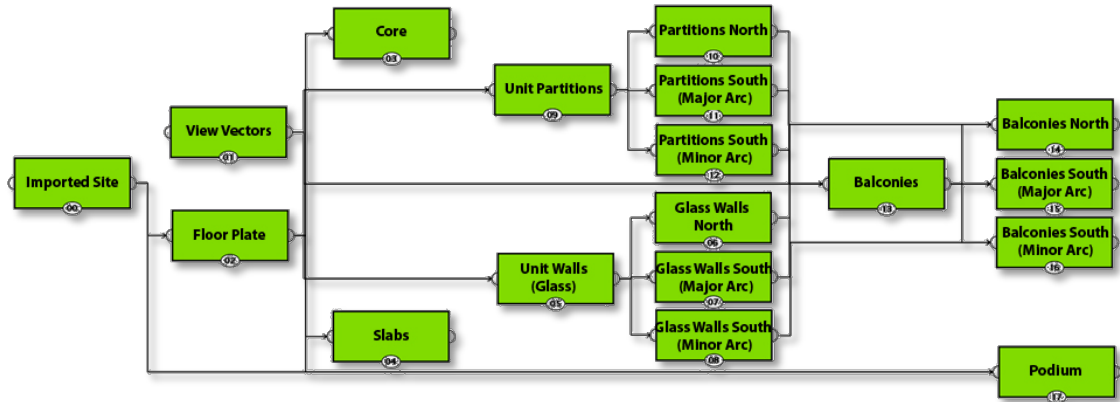 Imported Site
00
View Vectors
01
Floor Plate
02
Core
03
Slabs
04
Unit Partitions
09
Unit Walls
(Glass)
05
Partitions North
10
Partitions South
(Major Arc)
11
Partitions South
(Minor Arc)
12
Glass Walls
North
06
Glass Walls South
(Major Arc)
07
Glass Walls South
(Minor Arc)
08
Balconies
13
Balconies North
14
Balconies South
(Major Arc)
15
Balconies South
(Minor Arc)
16
Podium
17